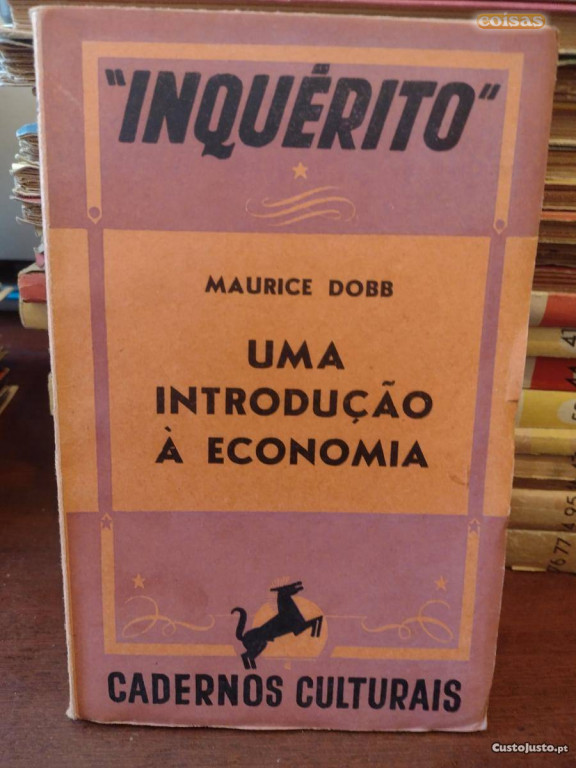 coisas
"INQUÉRITO"
MAURICE DOBB
UMA
INTRODUÇÃO
À ECONOMIA
CADERNOS CULTURAIS
CustoJusto.pt